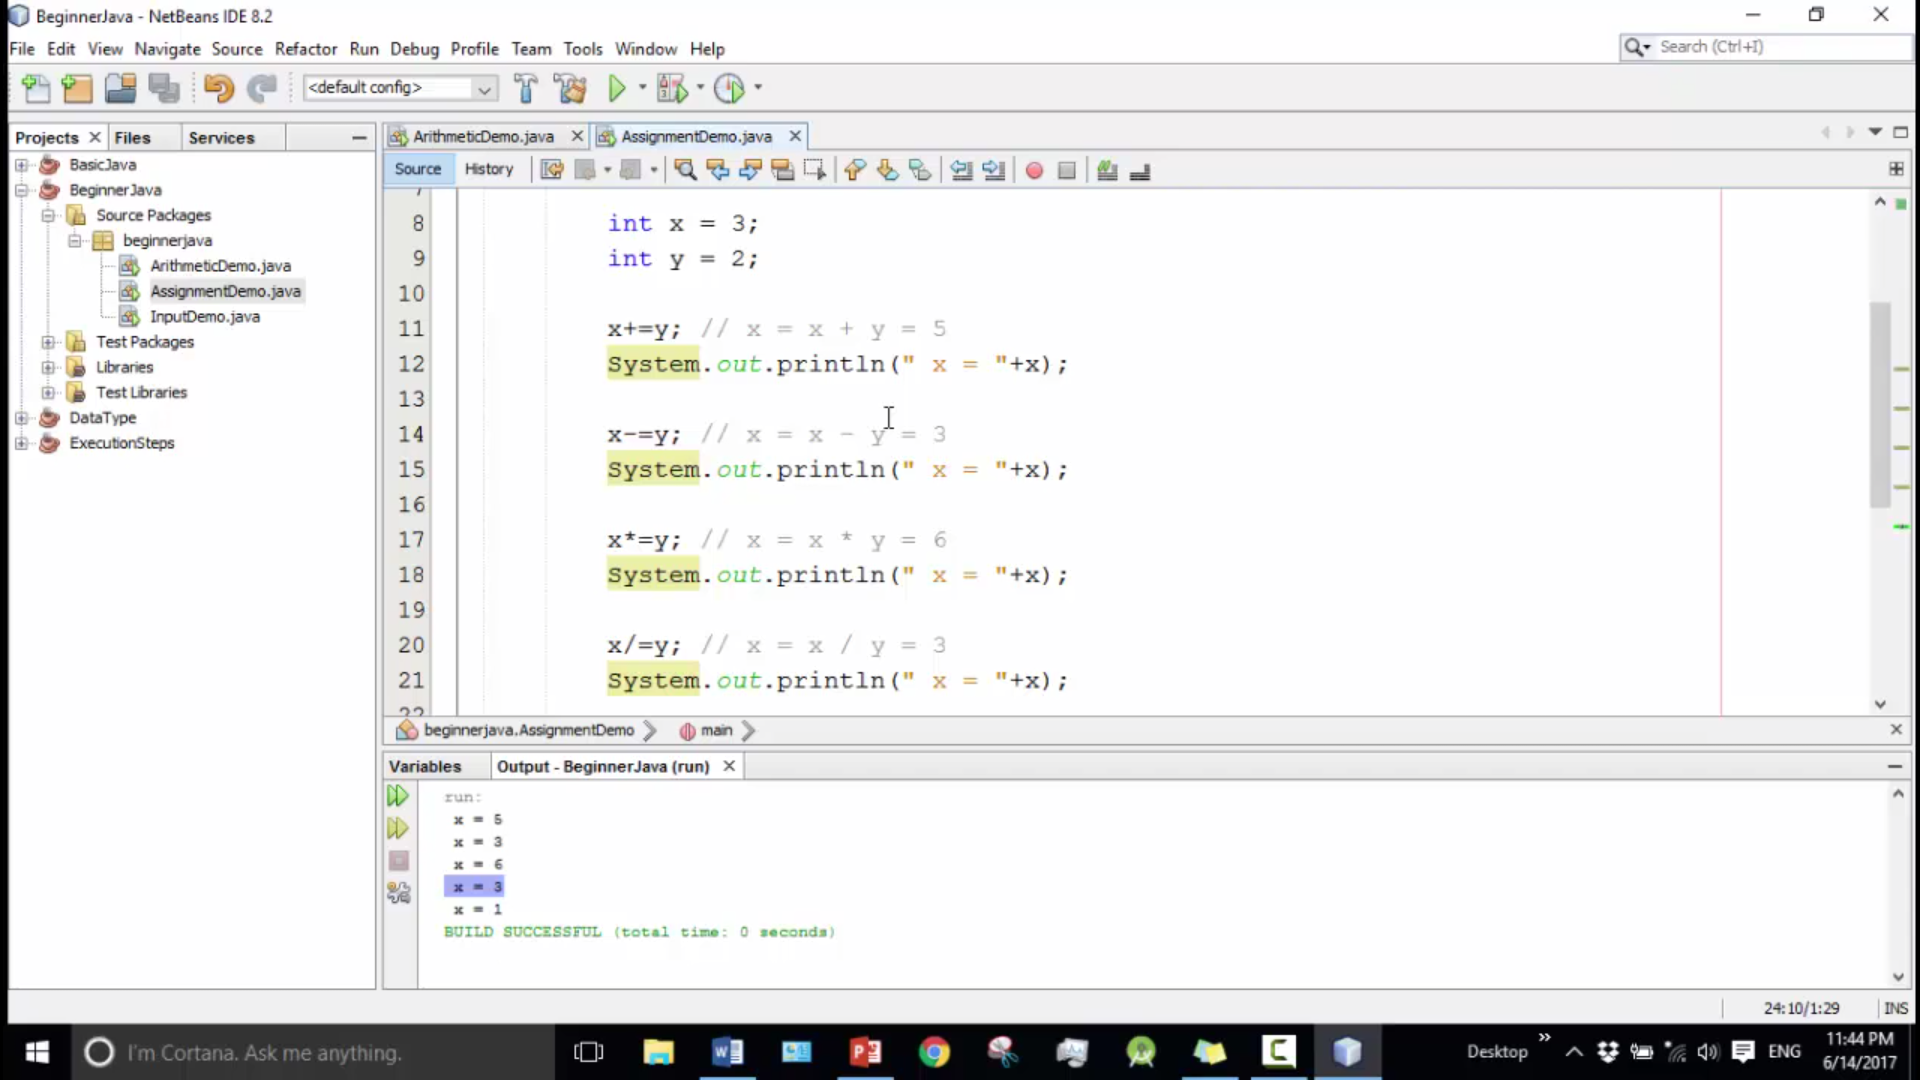 BeginnerJava - NetBeans IDE 8.2
File Edit View Navigate Source Refactor Run Debug Profile Team Tools Window Help
Search (Ctrl+I)
<default config>
Projects Files Services
BasicJava
BeginnerJava
Source Packages
beginnerjava
ArithmeticDemo.java
AssignmentDemo.java
InputDemo.java
Test Packages
Libraries
Test Libraries
DataType
ExecutionSteps
ArithmeticDemo.java AssignmentDemo.java
Source History
7
8 int x = 3;
9 int y = 2;
10
11 x+=y; // x = x + y = 5
12 System.out.println(" x = "+x);
13
14 x-=y; // x = x - y = 3
15 System.out.println(" x = "+x);
16
17 x*=y; // x = x * y = 6
18 System.out.println(" x = "+x);
19
20 x/=y; // x = x / y = 3
21 System.out.println(" x = "+x);
22
beginnerjava.AssignmentDemo main
Variables Output - BeginnerJava (run)
run:
x = 5
x = 3
x = 6
x = 3
x = 1
BUILD SUCCESSFUL (total time: 0 seconds)
24:10/1:29 INS
I'm Cortana. Ask me anything.
Desktop
ENG
11:44 PM
6/14/2017